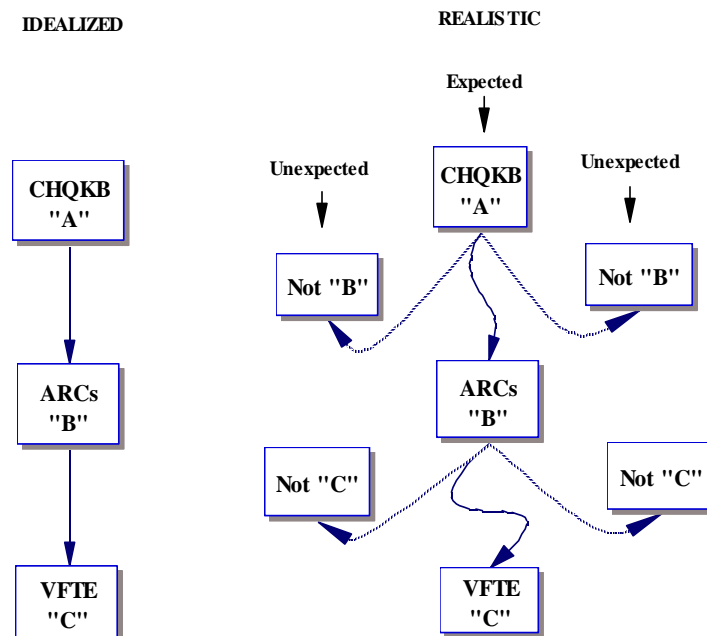 IDEALIZED
REALISTIC
Expected
Unexpected
Unexpected
CHQKB
"A"
CHQKB
"A"
Not "B"
Not "B"
ARCs
"B"
ARCs
"B"
Not "C"
Not "C"
VFTE
"C"
VFTE
"C"